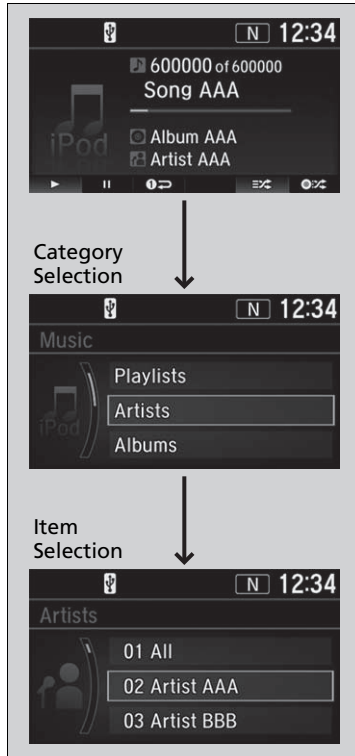 N 12:34
600000 of 600000
Song AAA
iPod
Album AAA
Artist AAA
Category
Selection
N 12:34
Music
Playlists
Artists
iPod
Albums
Item
Selection
N 12:34
Artists
01 All
02 Artist AAA
03 Artist BBB